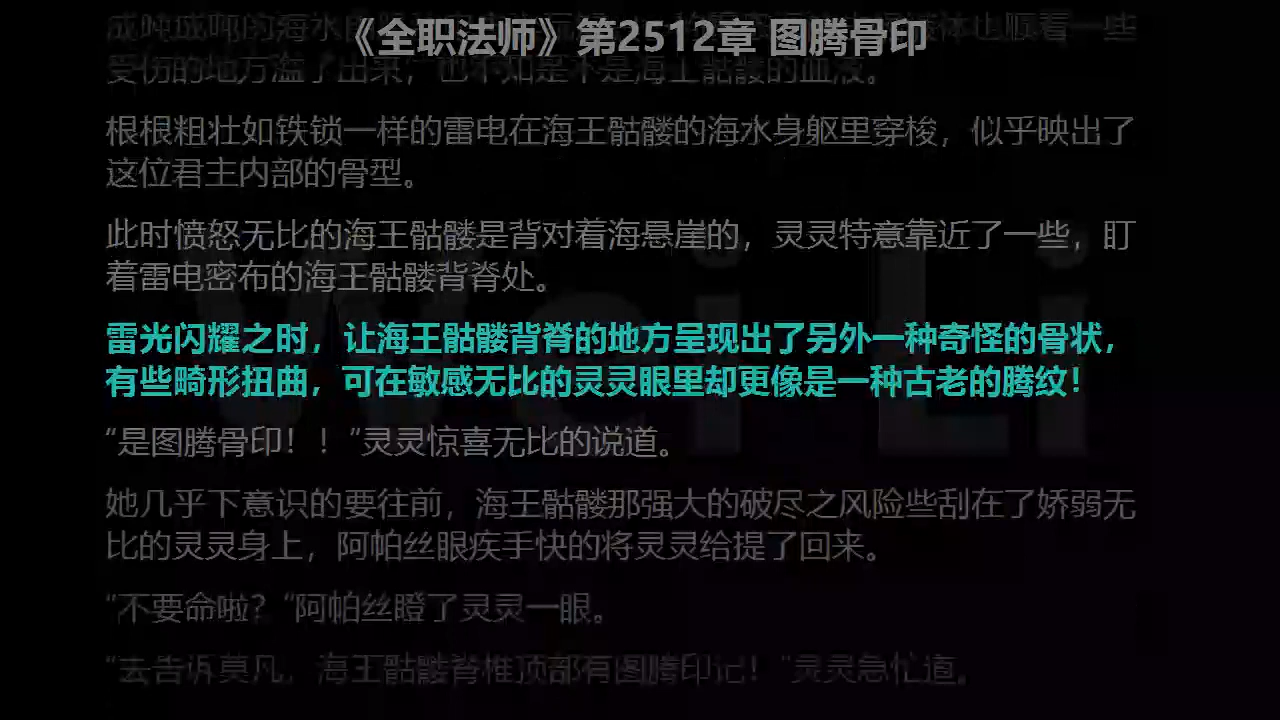 《全职法师》第2512章 图腾骨印
受伤的地方溢了出来，也不知是不是海王骷髅的血液。
根根粗壮如铁锁一样的雷电在海王骷髅的海水身躯里穿梭，似乎映出了
这位君主内部的骨型。
此时愤怒无比的海王骷髅是背对着海悬崖的，灵灵特意靠近了一些，盯
着雷电密布的海王骷髅背脊处。
雷光闪耀之时，让海王骷髅背脊的地方呈现出了另外一种奇怪的骨状，
有些畸形扭曲，可在敏感无比的灵灵眼里却更像是一种古老的腾纹！
“是图腾骨印！！“灵灵惊喜无比的说道。
她几乎下意识的要往前，海王骷髅那强大的破尽之风险些刮在了娇弱无
比的灵灵身上，阿帕丝眼疾手快的将灵灵给提了回来。
“不要命啦？“阿帕丝瞪了灵灵一眼。
“去告诉莫凡，海王骷髅脊椎顶部有图腾印记！“灵灵急忙道。
Wei Li